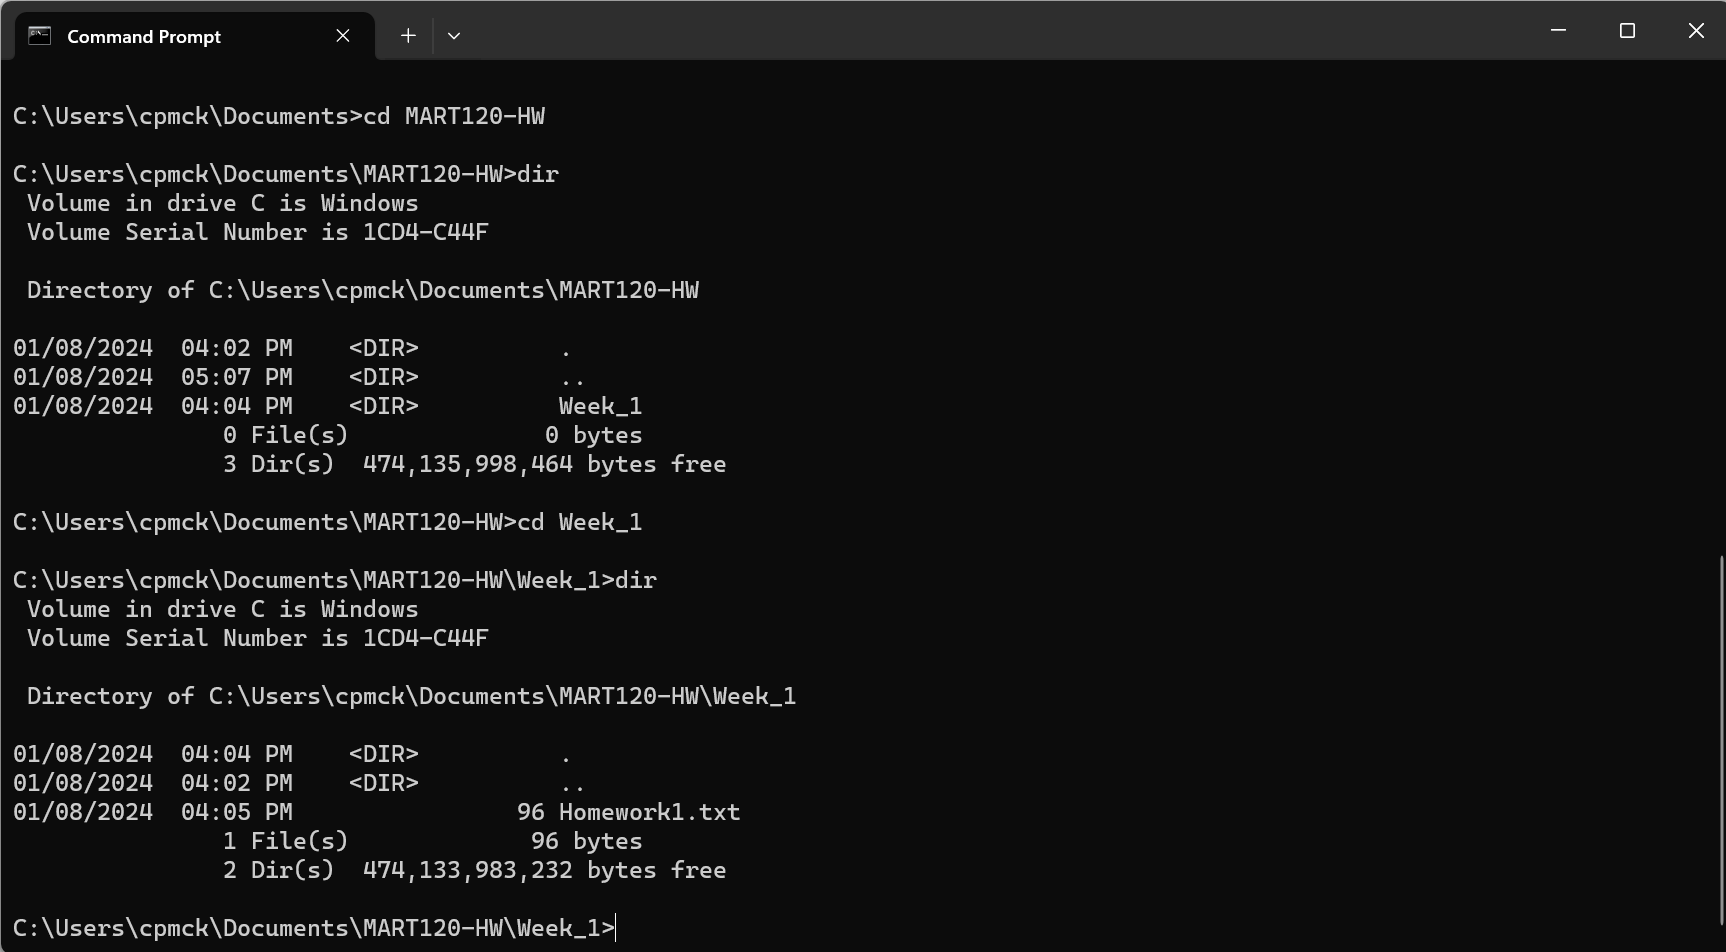 Command Prompt
C:\Users\cpmck\Documents>cd MART120-HW
C:\Users\cpmck\Documents\MART120-HW>dir
 Volume in drive C is Windows
 Volume Serial Number is 1CD4-C44F
 Directory of C:\Users\cpmck\Documents\MART120-HW
01/08/2024  04:02 PM    <DIR>          .
01/08/2024  05:07 PM    <DIR>          ..
01/08/2024  04:04 PM    <DIR>          Week_1
               0 File(s)              0 bytes
               3 Dir(s)  474,135,998,464 bytes free
C:\Users\cpmck\Documents\MART120-HW>cd Week_1
C:\Users\cpmck\Documents\MART120-HW\Week_1>dir
 Volume in drive C is Windows
 Volume Serial Number is 1CD4-C44F
 Directory of C:\Users\cpmck\Documents\MART120-HW\Week_1
01/08/2024  04:04 PM    <DIR>          .
01/08/2024  04:02 PM    <DIR>          ..
01/08/2024  04:05 PM                96 Homework1.txt
               1 File(s)             96 bytes
               2 Dir(s)  474,133,983,232 bytes free
C:\Users\cpmck\Documents\MART120-HW\Week_1>